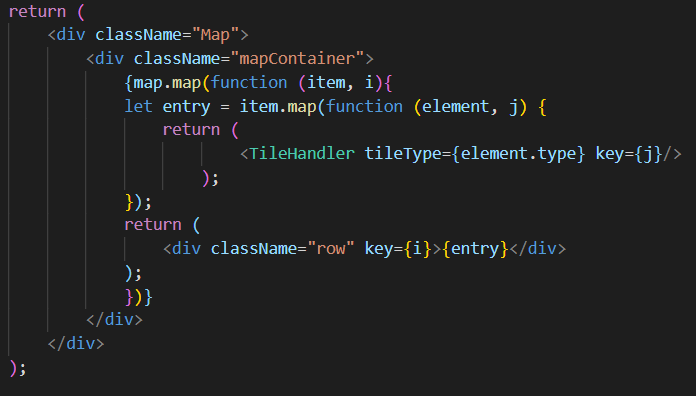 return (
<div className="Map">
<div className="mapContainer">
{map.map(function (item, i){
let entry = item.map(function (element, j) {
return (
<TileHandler tileType={element.type} key={j}/>
);
});
return (
<div className="row" key={i}>{entry}</div>
);
})}
</div>
</div>
);